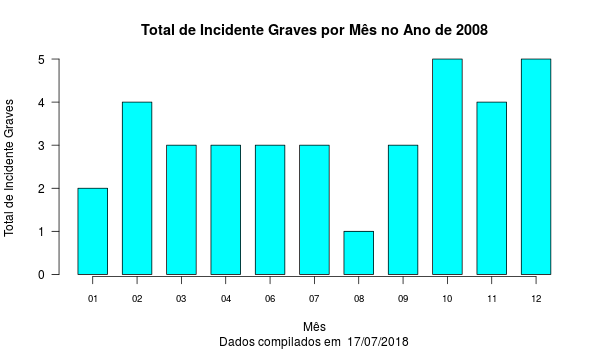 Total de Incidente Graves por Mês no Ano de 2008
Total de Incidente Graves
5
4
3
2
1
0
01 02 03 04 06 07 08 09 10 11 12
Mês
Dados compilados em  17/07/2018